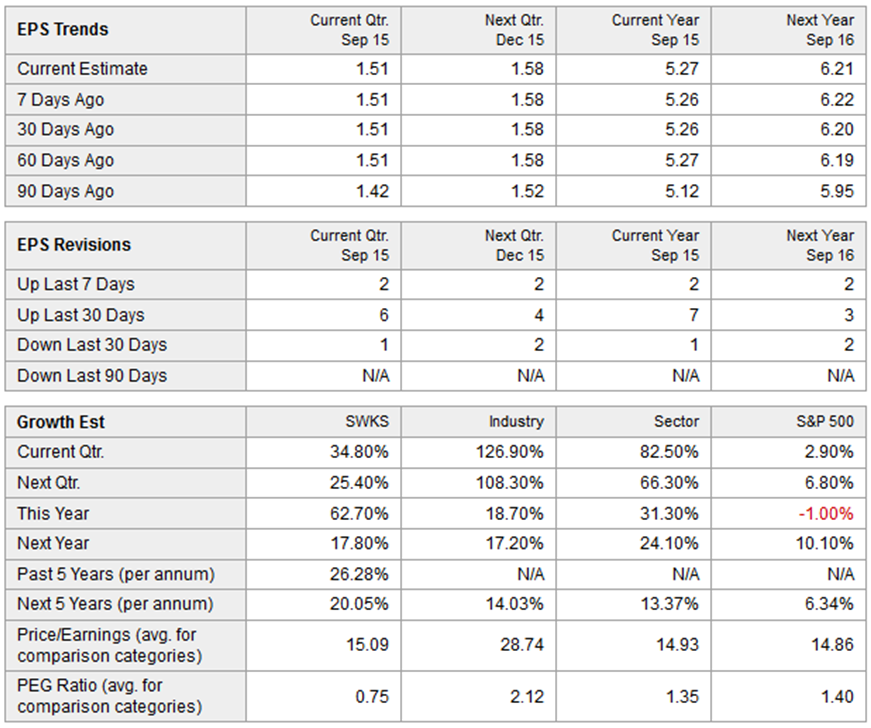 EPS Trends Current Qtr. Sep 15 Next Qtr. Dec 15 Current Year Sep 15 Next Year Sep 16
Current Estimate 1.51 1.58 5.27 6.21
7 Days Ago 1.51 1.58 5.26 6.22
30 Days Ago 1.51 1.58 5.26 6.20
60 Days Ago 1.51 1.58 5.27 6.19
90 Days Ago 1.42 1.52 5.12 5.95
EPS Revisions Current Qtr. Sep 15 Next Qtr. Dec 15 Current Year Sep 15 Next Year Sep 16
Up Last 7 Days 2 2 2 2
Up Last 30 Days 6 4 7 3
Down Last 30 Days 1 2 1 2
Down Last 90 Days N/A N/A N/A N/A
Growth Est SWKS Industry Sector S&P 500
Current Qtr. 34.80% 126.90% 82.50% 2.90%
Next Qtr. 25.40% 108.30% 66.30% 6.80%
This Year 62.70% 18.70% 31.30% -1.00%
Next Year 17.80% 17.20% 24.10% 10.10%
Past 5 Years (per annum) 26.28% N/A N/A N/A
Next 5 Years (per annum) 20.05% 14.03% 13.37% 6.34%
Price/Earnings (avg. for
comparison categories) 15.09 28.74 14.93 14.86
PEG Ratio (avg. for
comparison categories) 0.75 2.12 1.35 1.40